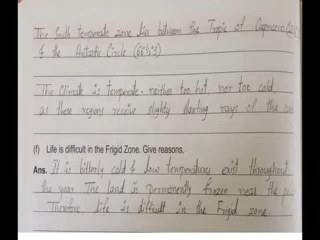 The South temperate zone lies between the Tropic of Capricorn
& the Antartic Circle (66½°S)
The Climate is temperate - neither too hot nor too cold
as these regions receive slightly slanting rays of the sun
(f) Life is difficult in the Frigid Zone. Give reasons.
Ans. It is bitterly cold & low temperatures exist throughout
the year. The land is permanently frozen near the
Therefore life is difficult in the Frigid zone.